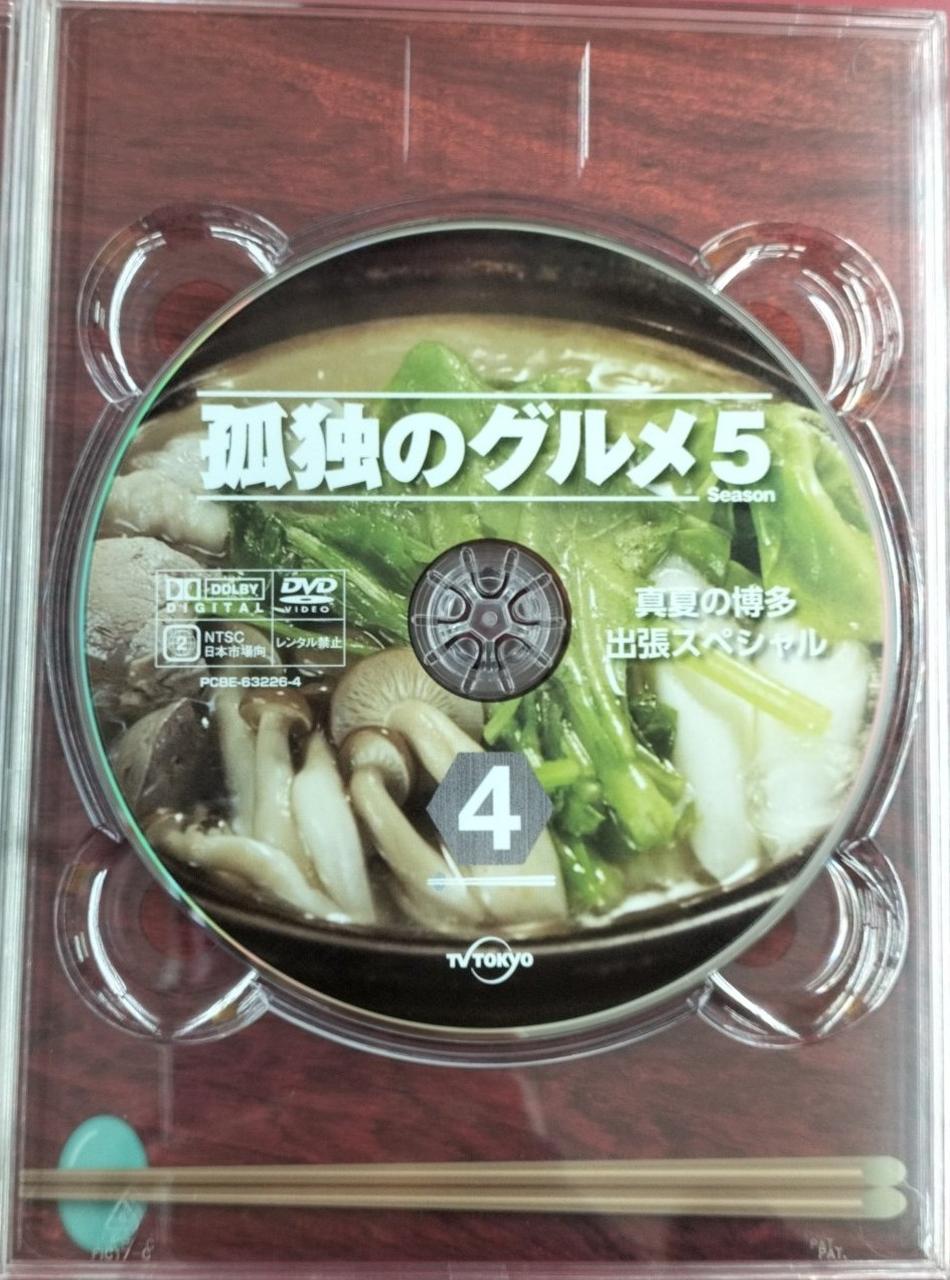 孤独のグルメ5
Season
DOLBY
DIGITAL
DVD
VIDEO
2
NTSC
日本市場向
レンタル禁止
PCBE-63226-4
真夏の博多
出張スペシャル
4
TV TOKYO
PAT.
PAT.